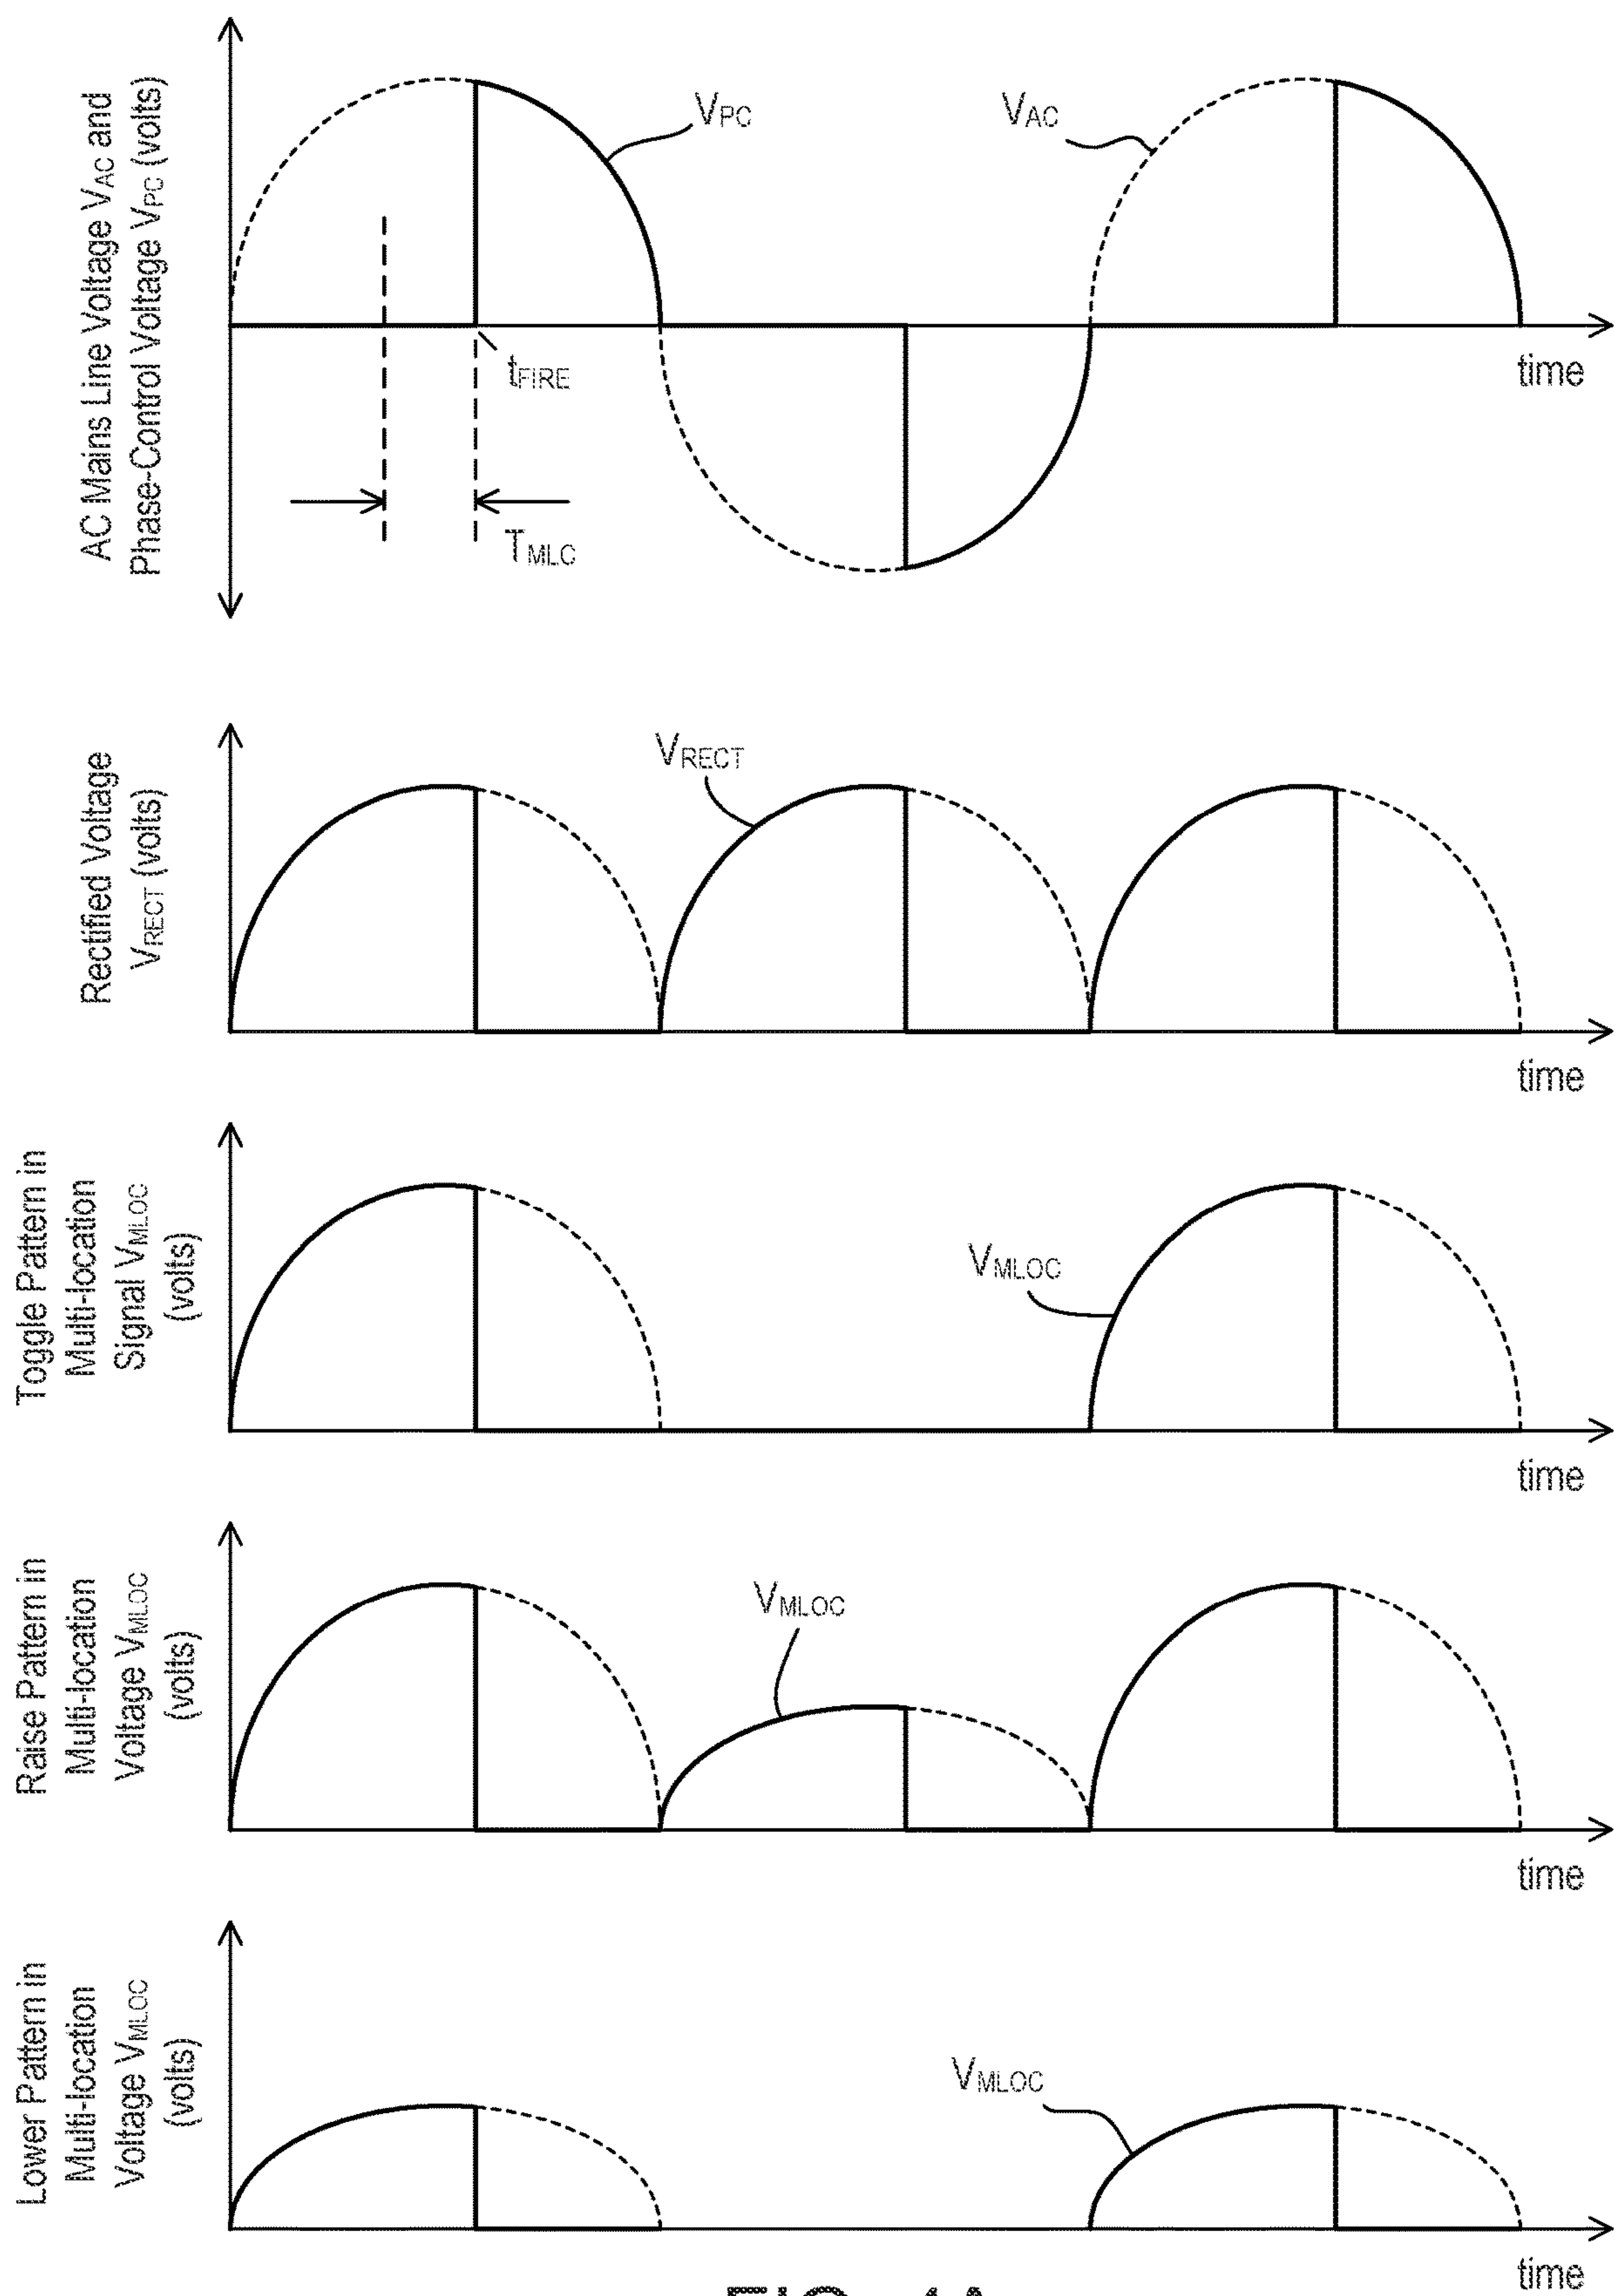 AC Mains Line Voltage VAC and
Phase-Control Voltage VPC (volts)
VPC
VAC
tFIRE
time
TMLC
Rectified Voltage
VRECT (volts)
VRECT
time
Toggle Pattern in
Multi-location
Signal VMLOC
(volts)
VMLOC
time
Raise Pattern in
Multi-location
Voltage VMLOC
(volts)
VMLOC
time
Lower Pattern in
Multi-location
Voltage VMLOC
(volts)
VMLOC
time